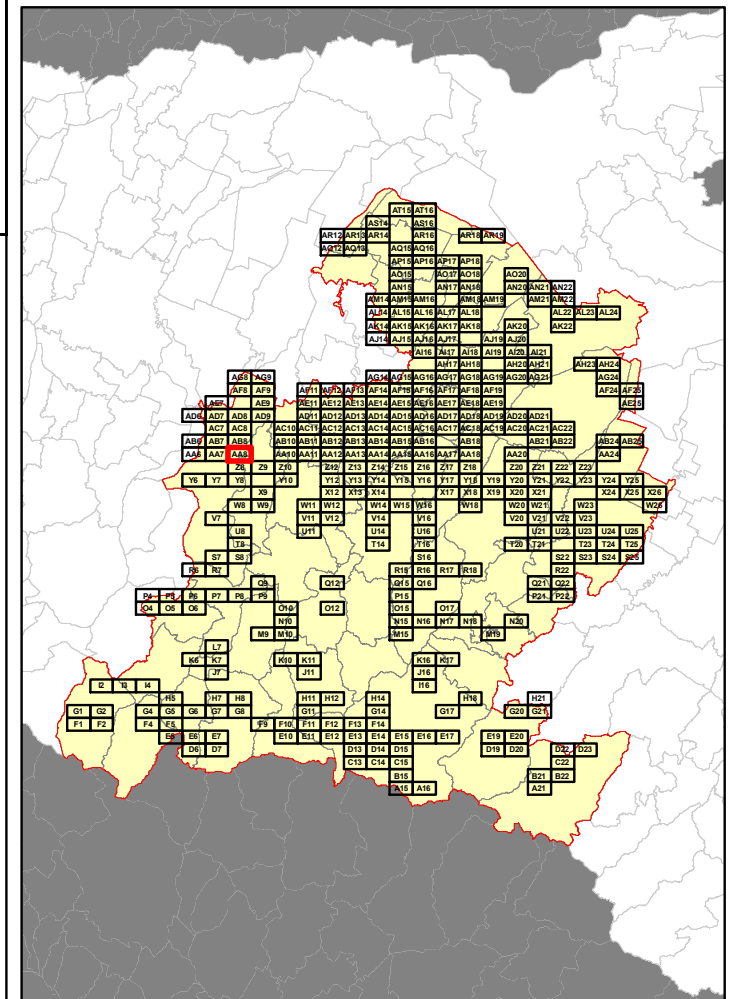 AT15 AT16
AS14 AS16
AR12 AR13 AR14 AR16 AR18 AR19
AQ12 AQ13 AQ15 AQ16
AP15 AP16 AP17 AP18
AO15 AO17 AO18 AO20
AN15 AN17 AN18 AN20 AN21 AN22
AM14 AM15 AM16 AM18 AM19 AM21 AM22
AL14 AL15 AL16 AL17 AL18 AL22 AL23 AL24
AK14 AK15 AK16 AK17 AK18 AK20 AK22
AJ14 AJ15 AJ16 AJ17 AJ19 AJ20
AI16 AI17 AI18 AI19 AI20 AI21
AH17 AH18 AH20 AH21 AH23 AH24
AG8 AG9 AG14 AG15 AG16 AG17 AG18 AG19 AG20 AG21 AG24
AF8 AF9 AF11 AF12 AF13 AF14 AF15 AF16 AF17 AF18 AF19 AF24 AF25
AE7 AE9 AE11 AE12 AE13 AE14 AE15 AE16 AE17 AE18 AE19 AE25
AD6 AD7 AD8 AD9 AD11 AD12 AD13 AD14 AD15 AD16 AD17 AD18 AD19 AD20 AD21
AC7 AC8 AC10 AC11 AC12 AC13 AC14 AC15 AC16 AC17 AC18 AC19 AC20 AC21 AC22
AB6 AB7 AB8 AB10 AB11 AB12 AB13 AB14 AB15 AB16 AB17 AB18 AB21 AB22 AB24 AB25
AA6 AA7 AA8 AA10 AA11 AA12 AA13 AA14 AA15 AA16 AA17 AA18 AA20 AA24
Z8 Z9 Z10 Z12 Z13 Z14 Z15 Z16 Z17 Z18 Z20 Z21 Z22 Z23
Y6 Y7 Y8 Y10 Y12 Y13 Y14 Y15 Y16 Y17 Y18 Y19 Y20 Y21 Y22 Y24 Y25
X9 X12 X13 X14 X17 X18 X19 X20 X21 X24 X25 X26
W8 W9 W11 W12 W14 W15 W16 W18 W20 W21 W23 W26
V7 V11 V12 V14 V16 V20 V21 V22 V23
U8 U11 U14 U16 U21 U22 U23 U24 U25
T8 T14 T16 T20 T21 T23 T24 T25
S7 S8 S16 S22 S23 S24 S25
R6 R7 R15 R16 R17 R18 R22
Q9 Q12 Q15 Q16 Q21 Q22
P4 P5 P6 P7 P8 P9 P15 P21 P22
O4 O5 O6 O10 O12 O15 O17
N10 N15 N16 N17 N18 N20
M9 M10 M15 M19
L7
K6 K7 K10 K11 K16 K17
J7 J11 J16
I2 I3 I4 I16
H5 H7 H8 H11 H12 H14 H18 H21
G1 G2 G4 G5 G6 G7 G8 G11 G14 G17 G20 G21
F1 F2 F4 F5 F9 F10 F11 F12 F13 F14
E5 E6 E7 E10 E11 E12 E13 E14 E15 E16 E17 E19 E20
D6 D7 D13 D14 D15 D19 D20 D22 D23
C13 C14 C15 C22
B15 B21 B22
A15 A16 A21